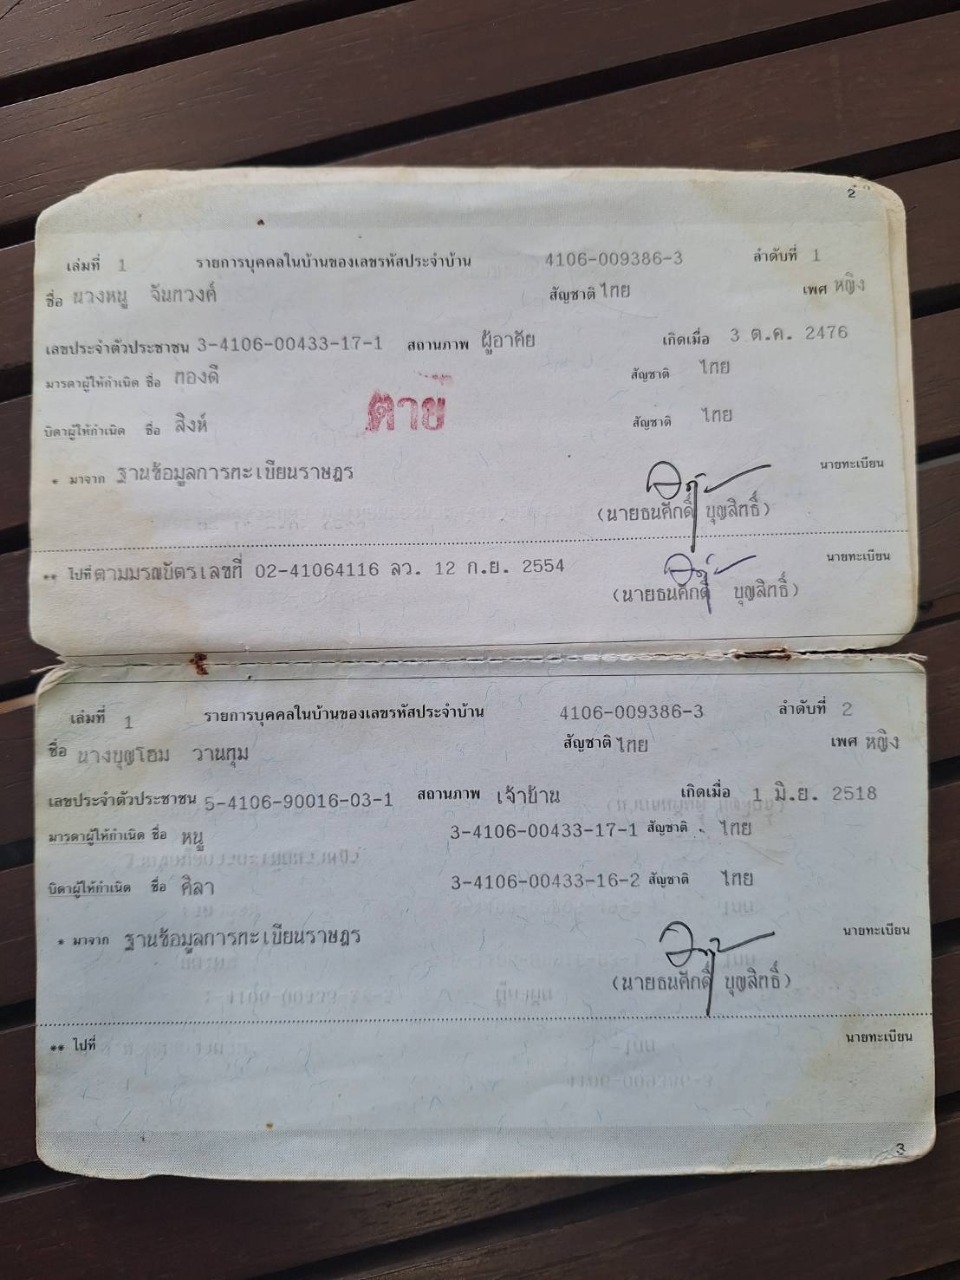 2
เล่มที่ 1 รายการบุคคลในบ้านของเลขรหัสประจำบ้าน 4106-009386-3 ลำดับที่ 1
ชื่อ นางหนู จันทวงค์ สัญชาติ ไทย เพศ หญิง
เลขประจำตัวประชาชน 3-4106-00433-17-1 สถานภาพ ผู้อาศัย เกิดเมื่อ 3 ต.ค. 2476
มารดาผู้ให้กำเนิด ชื่อ ทองดี สัญชาติ ไทย
ตาย
บิดาผู้ให้กำเนิด ชื่อ สิงห์ สัญชาติ ไทย
* มาจาก ฐานข้อมูลการทะเบียนราษฎร นายทะเบียน
(นายธนศักดิ์ บุญสิทธิ์)
** ไปที่ ตามมรณบัตรเลขที่ 02-41064116 ลว. 12 ก.ย. 2554 นายทะเบียน
(นายธนศักดิ์ บุญสิทธิ์)
เล่มที่ 1 รายการบุคคลในบ้านของเลขรหัสประจำบ้าน 4106-009386-3 ลำดับที่ 2
ชื่อ นางบุญโฮม วานทุม สัญชาติ ไทย เพศ หญิง
เลขประจำตัวประชาชน 5-4106-90016-03-1 สถานภาพ เจ้าบ้าน เกิดเมื่อ 1 มิ.ย. 2518
มารดาผู้ให้กำเนิด ชื่อ หนู 3-4106-00433-17-1 สัญชาติ ไทย
บิดาผู้ให้กำเนิด ชื่อ ศิลา 3-4106-00433-16-2 สัญชาติ ไทย
* มาจาก ฐานข้อมูลการทะเบียนราษฎร นายทะเบียน
(นายธนศักดิ์ บุญสิทธิ์)
** ไปที่ นายทะเบียน
3